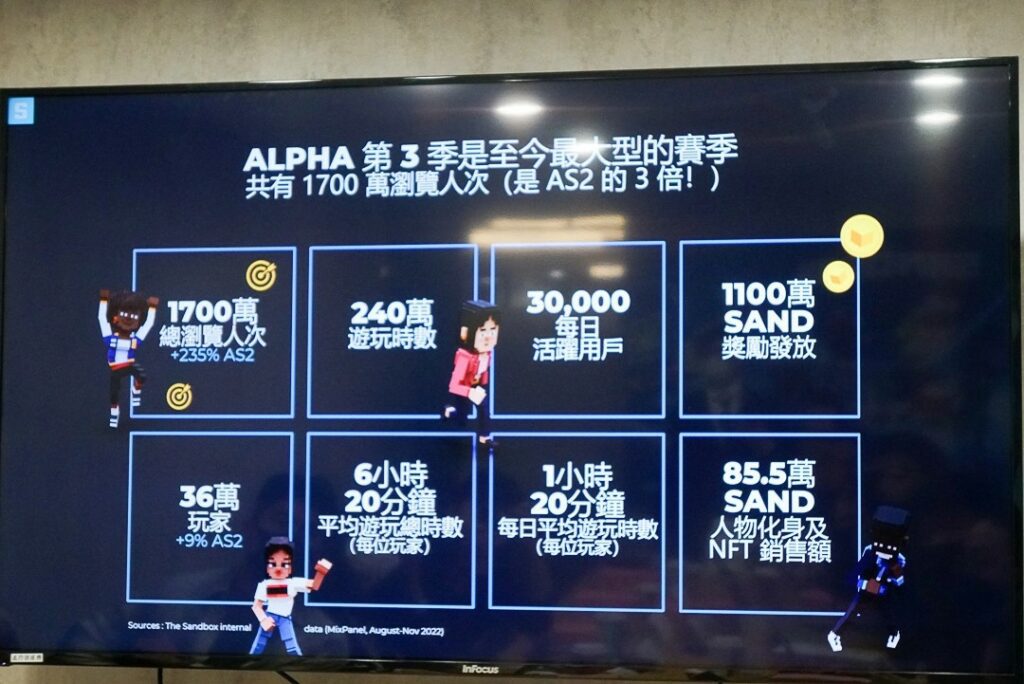 S
ALPHA 第 3 季是至今最大型的賽季
共有 1700 萬瀏覽人次（是 AS2 的 3 倍！）
1700萬
總瀏覽人次
+235% AS2
240萬
遊玩時數
30,000
每日
活躍用戶
1100萬
SAND
獎勵發放
36萬
玩家
+9% AS2
6小時
20分鐘
平均遊玩總時數
(每位玩家)
1小時
20分鐘
每日平均遊玩時數
(每位玩家)
85.5萬
SAND
人物化身及
NFT 銷售額
Sources : The Sandbox internal data (MixPanel, August-Nov 2022)
InFocus